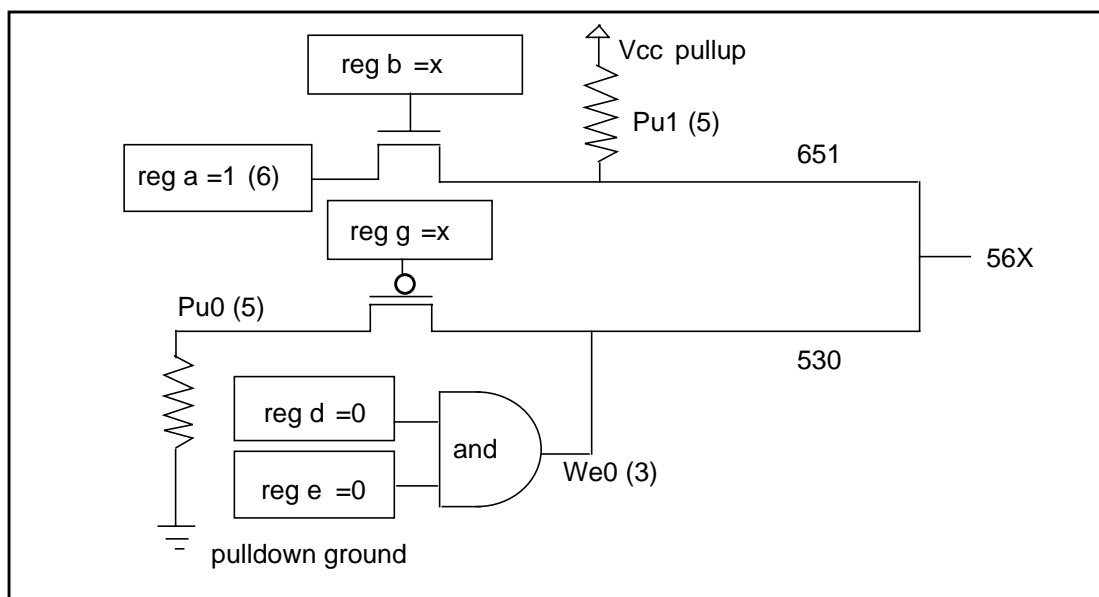 reg b =x
Vcc pullup
Pu1 (5)
651
reg a =1 (6)
reg g =x
56X
Pu0 (5)
530
reg d =0
and
We0 (3)
reg e =0
pulldown ground